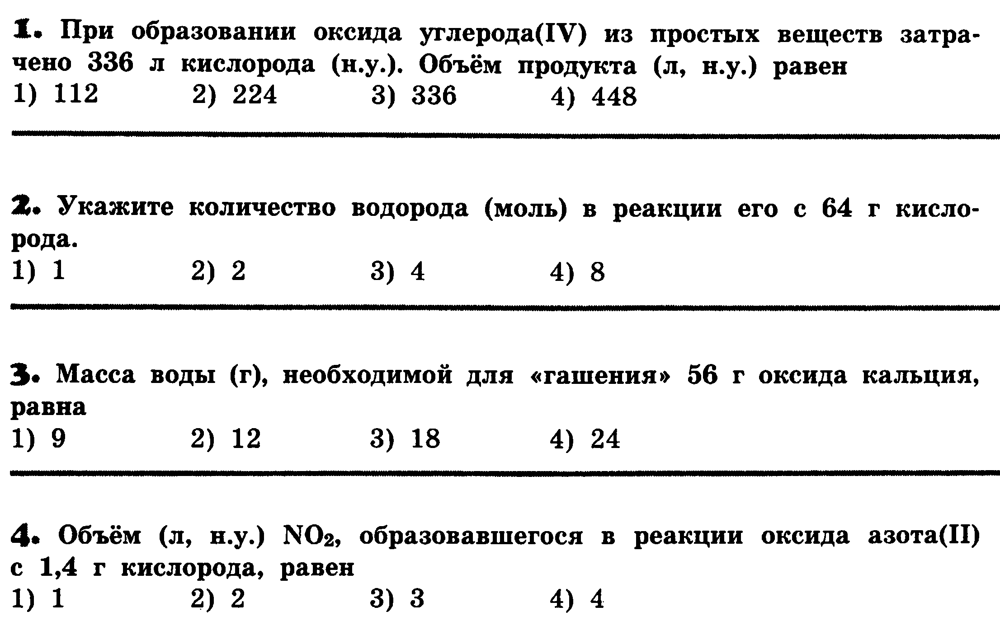 1. При образовании оксида углерода(IV) из простых веществ затра-
чено 336 л кислорода (н.у.). Объём продукта (л, н.у.) равен
1) 112 2) 224 3) 336 4) 448
2. Укажите количество водорода (моль) в реакции его с 64 г кисло-
рода.
1) 1 2) 2 3) 4 4) 8
3. Масса воды (г), необходимой для «гашения» 56 г оксида кальция,
равна
1) 9 2) 12 3) 18 4) 24
4. Объём (л, н.у.) NO₂, образовавшегося в реакции оксида азота(II)
с 1,4 г кислорода, равен
1) 1 2) 2 3) 3 4) 4